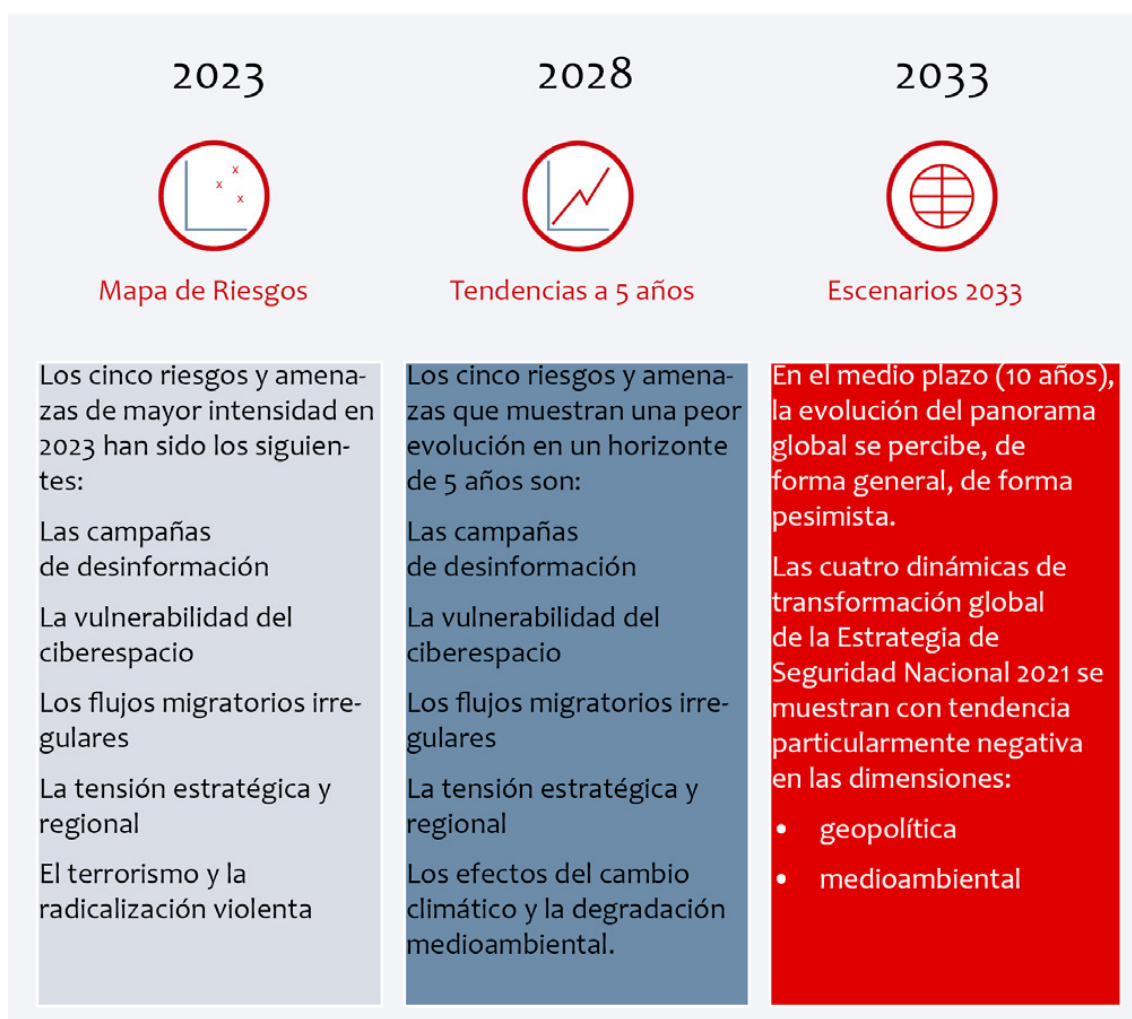 2023
2028
2033
x
x
x
Mapa de Riesgos
Tendencias a 5 años
Escenarios 2033
Los cinco riesgos y amena-
zas de mayor intensidad en
2023 han sido los siguien-
tes:
Las campañas
de desinformación
La vulnerabilidad del
ciberespacio
Los flujos migratorios irre-
gulares
La tensión estratégica y
regional
El terrorismo y la
radicalización violenta
Los cinco riesgos y amena-
zas que muestran una peor
evolución en un horizonte
de 5 años son:
Las campañas
de desinformación
La vulnerabilidad del
ciberespacio
Los flujos migratorios irre-
gulares
La tensión estratégica y
regional
Los efectos del cambio
climático y la degradación
medioambiental.
En el medio plazo (10 años),
la evolución del panorama
global se percibe, de
forma general, de forma
pesimista.
Las cuatro dinámicas de
transformación global
de la Estrategia de
Seguridad Nacional 2021 se
muestran con tendencia
particularmente negativa
en las dimensiones:
• geopolítica
• medioambiental